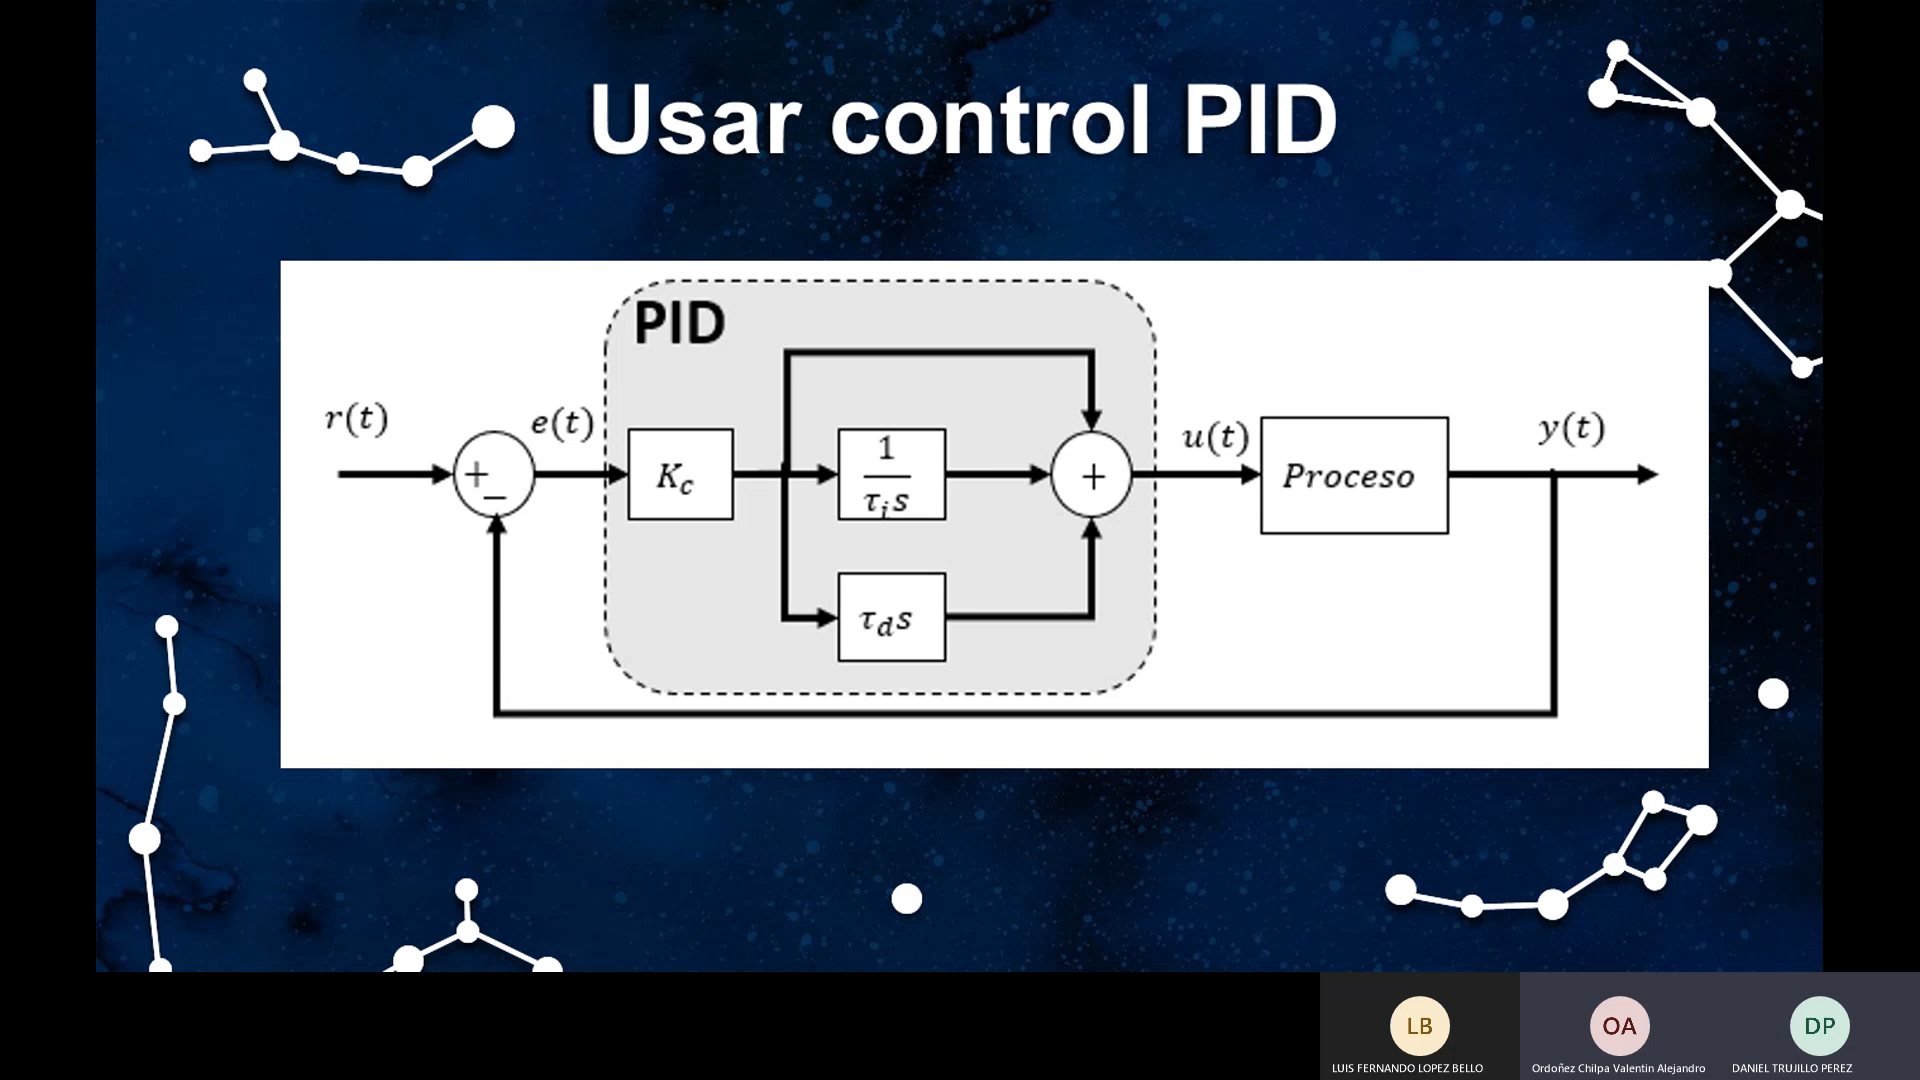 Usar control PID
PID
r(t)
e(t)
u(t)
y(t)
+
−
K_c
1
τ_i s
+
Proceso
τ_d s
LB
OA
DP
LUIS FERNANDO LOPEZ BELLO
Ordoñez Chilpa Valentin Alejandro
DANIEL TRUJILLO PEREZ